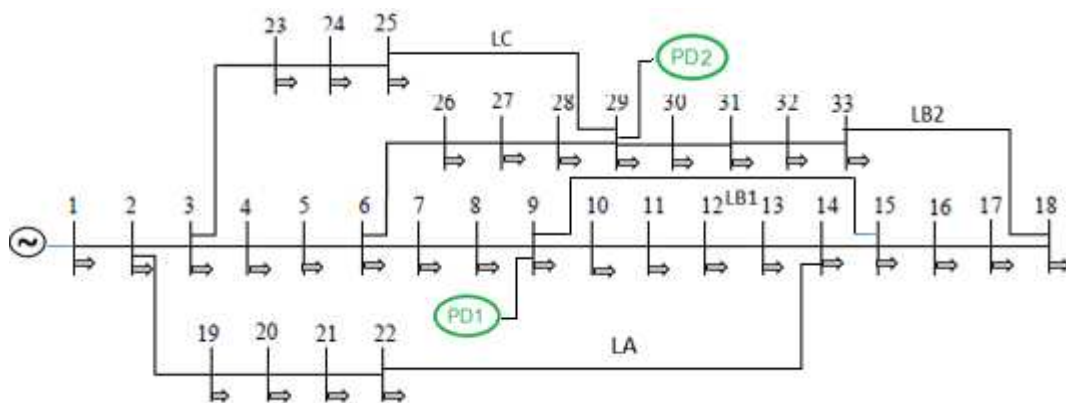 23 24 25 LC PD2
26 27 28 29 30 31 32 33 LB2
1 2 3 4 5 6 7 8 9 10 11 12 LB1 13 14 15 16 17 18
PD1
19 20 21 22 LA